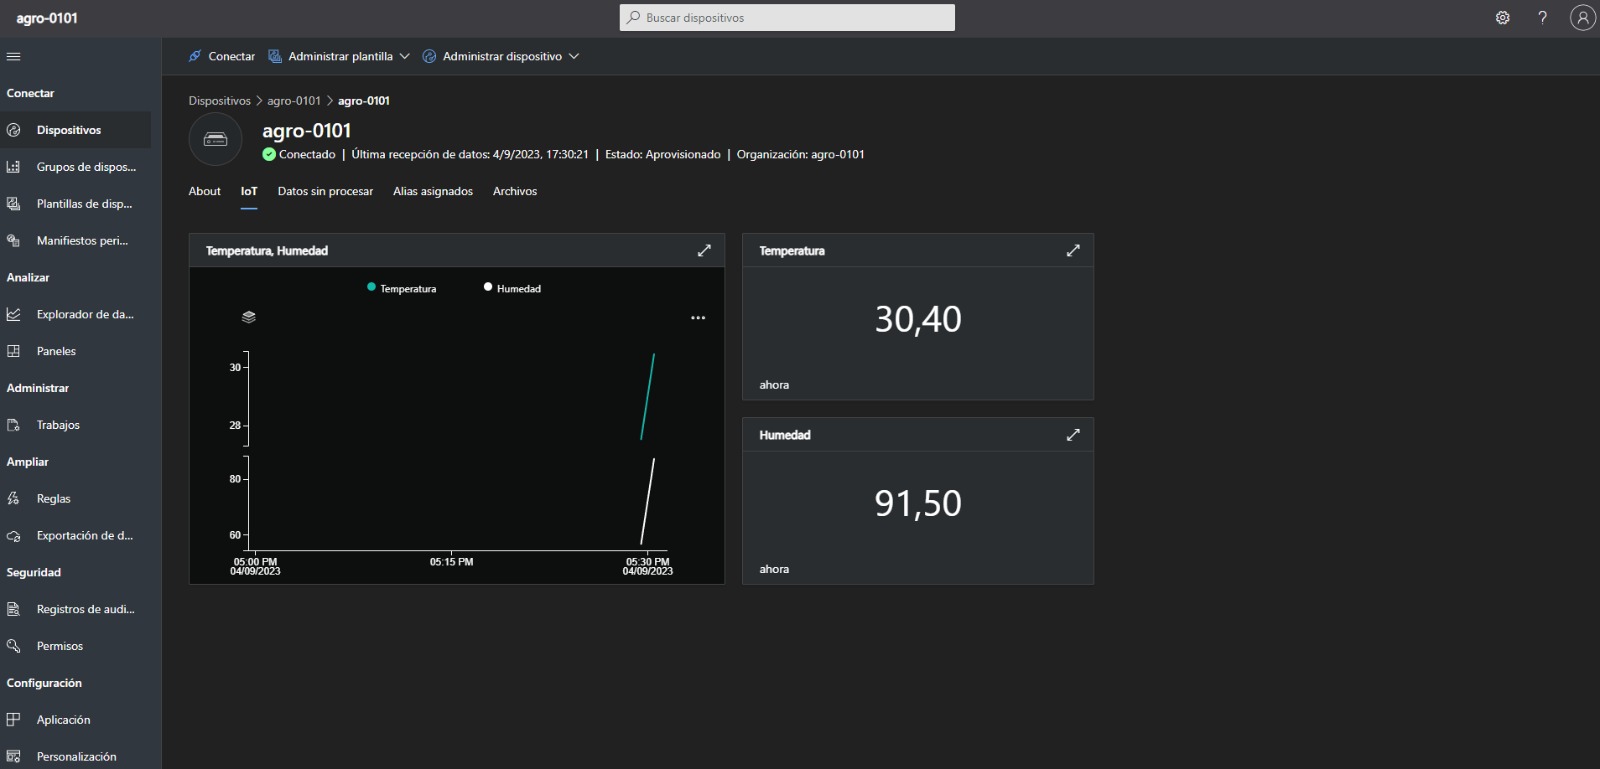 agro-0101
Buscar dispositivos
?
Conectar
Administrar plantilla
Administrar dispositivo
Conectar
Dispositivos
Grupos de dispos...
Plantillas de disp...
Manifiestos peri...
Analizar
Explorador de da...
Paneles
Administrar
Trabajos
Ampliar
Reglas
Exportación de d...
Seguridad
Registros de audi...
Permisos
Configuración
Aplicación
Personalización
Dispositivos > agro-0101 > agro-0101
agro-0101
Conectado | Última recepción de datos: 4/9/2023, 17:30:21 | Estado: Aprovisionado | Organización: agro-0101
About IoT Datos sin procesar Alias asignados Archivos
Temperatura, Humedad
Temperatura Humedad
30
28
80
60
05:00 PM 05:15 PM 05:30 PM
04/09/2023 04/09/2023
Temperatura
30,40
ahora
Humedad
91,50
ahora